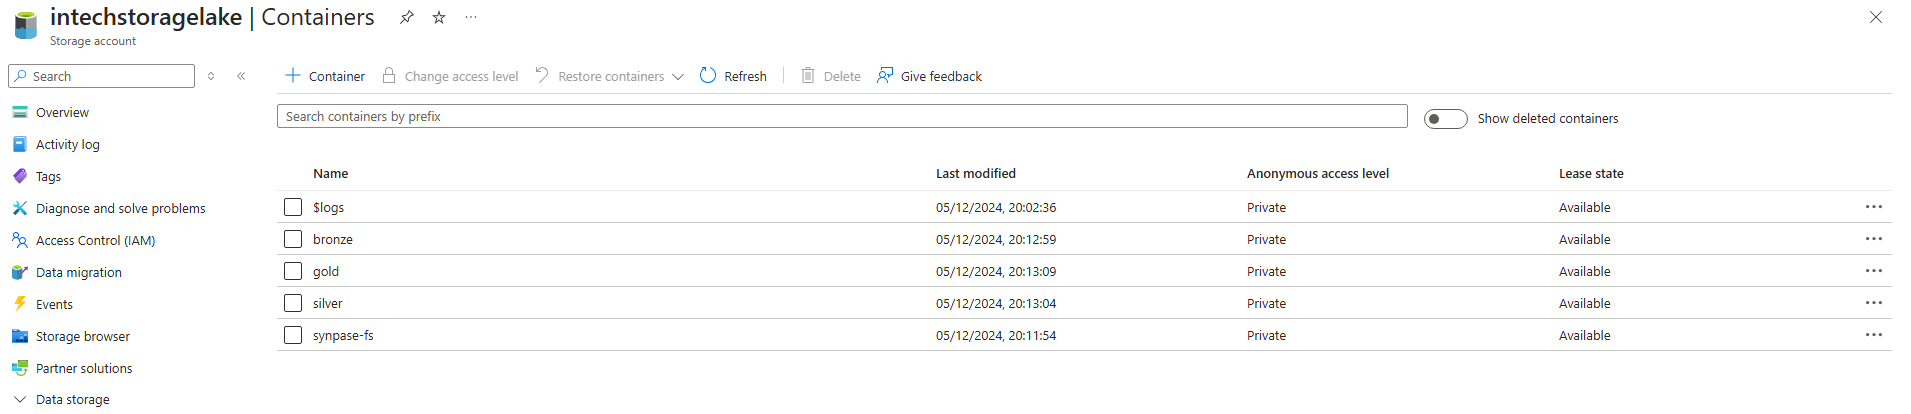 intechstoragelake | Containers
Storage account
Search
Container Change access level Restore containers Refresh Delete Give feedback
Search containers by prefix
Show deleted containers
Overview
Activity log
Tags
Diagnose and solve problems
Access Control (IAM)
Data migration
Events
Storage browser
Partner solutions
Data storage
Name Last modified Anonymous access level Lease state
$logs 05/12/2024, 20:02:36 Private Available
bronze 05/12/2024, 20:12:59 Private Available
gold 05/12/2024, 20:13:09 Private Available
silver 05/12/2024, 20:13:04 Private Available
synpase-fs 05/12/2024, 20:11:54 Private Available